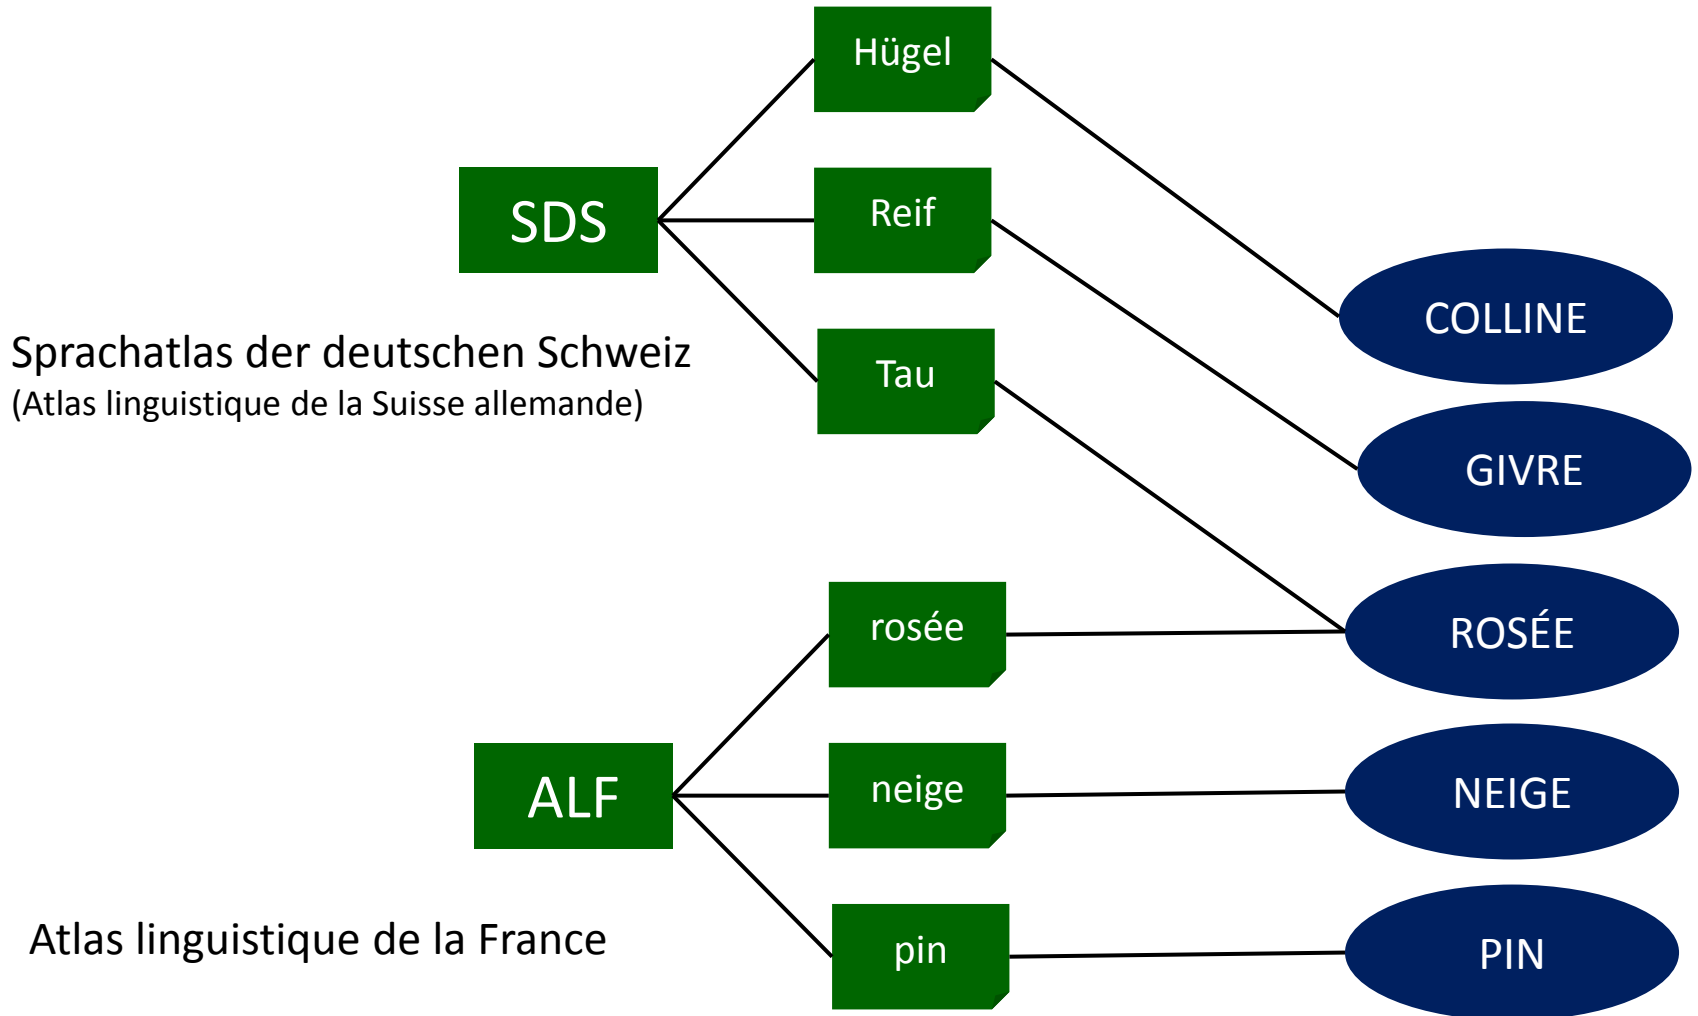 Hügel
SDS
Reif
COLLINE
Sprachatlas der deutschen Schweiz
(Atlas linguistique de la Suisse allemande)
Tau
GIVRE
rosée
ROSÉE
ALF
neige
NEIGE
Atlas linguistique de la France
pin
PIN